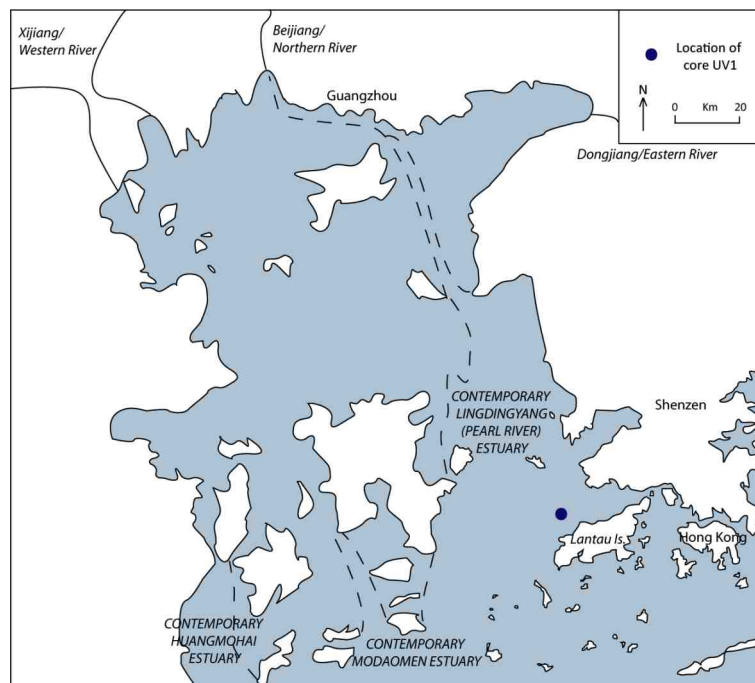 Xijiang/
Western River
Beijiang/
Northern River
Location of
core UV1
N
0 Km 20
Guangzhou
Dongjiang/Eastern River
CONTEMPORARY
LINGDINGYANG
(PEARL RIVER)
ESTUARY
Shenzen
Lantau Is.
Hong Kong
CONTEMPORARY
HUANGMOHAI
ESTUARY
CONTEMPORARY
MODAOMEN ESTUARY